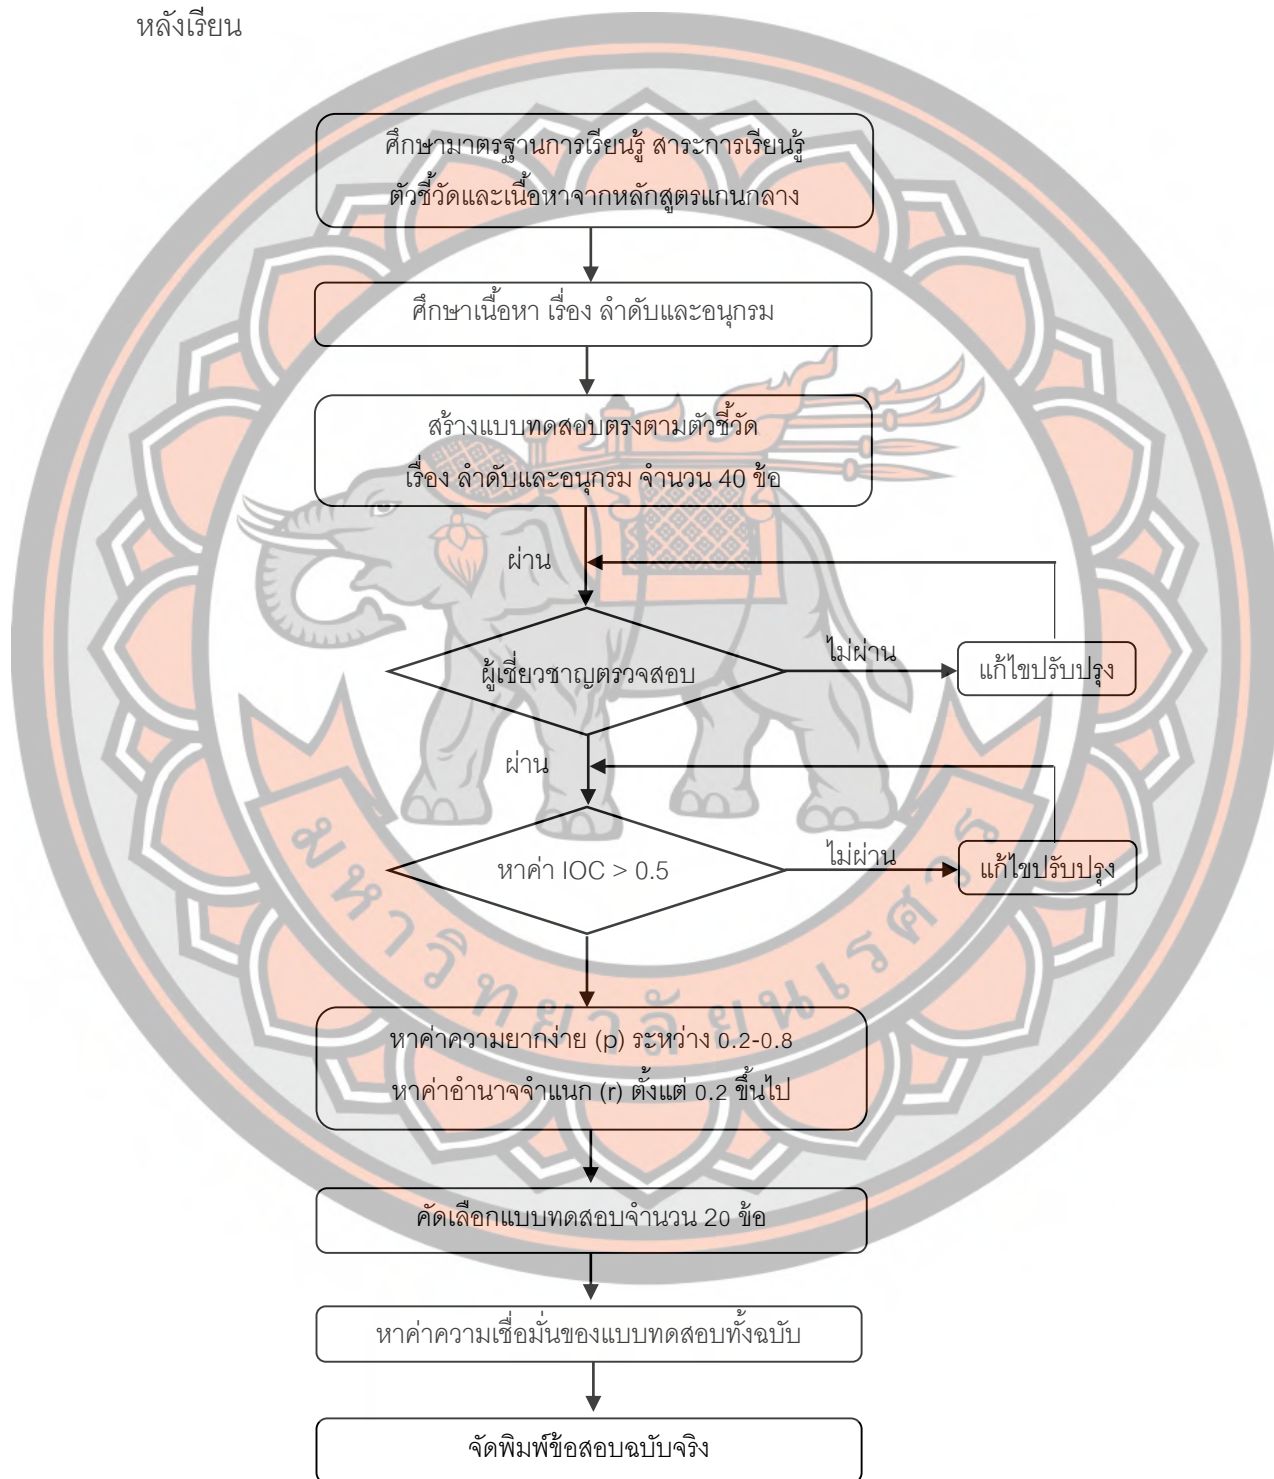 หลังเรียน
ศึกษามาตรฐานการเรียนรู้ สาระการเรียนรู้
ตัวชี้วัดและเนื้อหาจากหลักสูตรแกนกลาง
ศึกษาเนื้อหา เรื่อง ลำดับและอนุกรม
สร้างแบบทดสอบตรงตามตัวชี้วัด
เรื่อง ลำดับและอนุกรม จำนวน 40 ข้อ
ผ่าน
ผู้เชี่ยวชาญตรวจสอบ
ไม่ผ่าน
แก้ไขปรับปรุง
ผ่าน
หาค่า IOC > 0.5
ไม่ผ่าน
แก้ไขปรับปรุง
มหาวิทยาลัยนเรศวร
หาค่าความยากง่าย (p) ระหว่าง 0.2-0.8
หาค่าอำนาจจำแนก (r) ตั้งแต่ 0.2 ขึ้นไป
คัดเลือกแบบทดสอบจำนวน 20 ข้อ
หาค่าความเชื่อมั่นของแบบทดสอบทั้งฉบับ
จัดพิมพ์ข้อสอบฉบับจริง